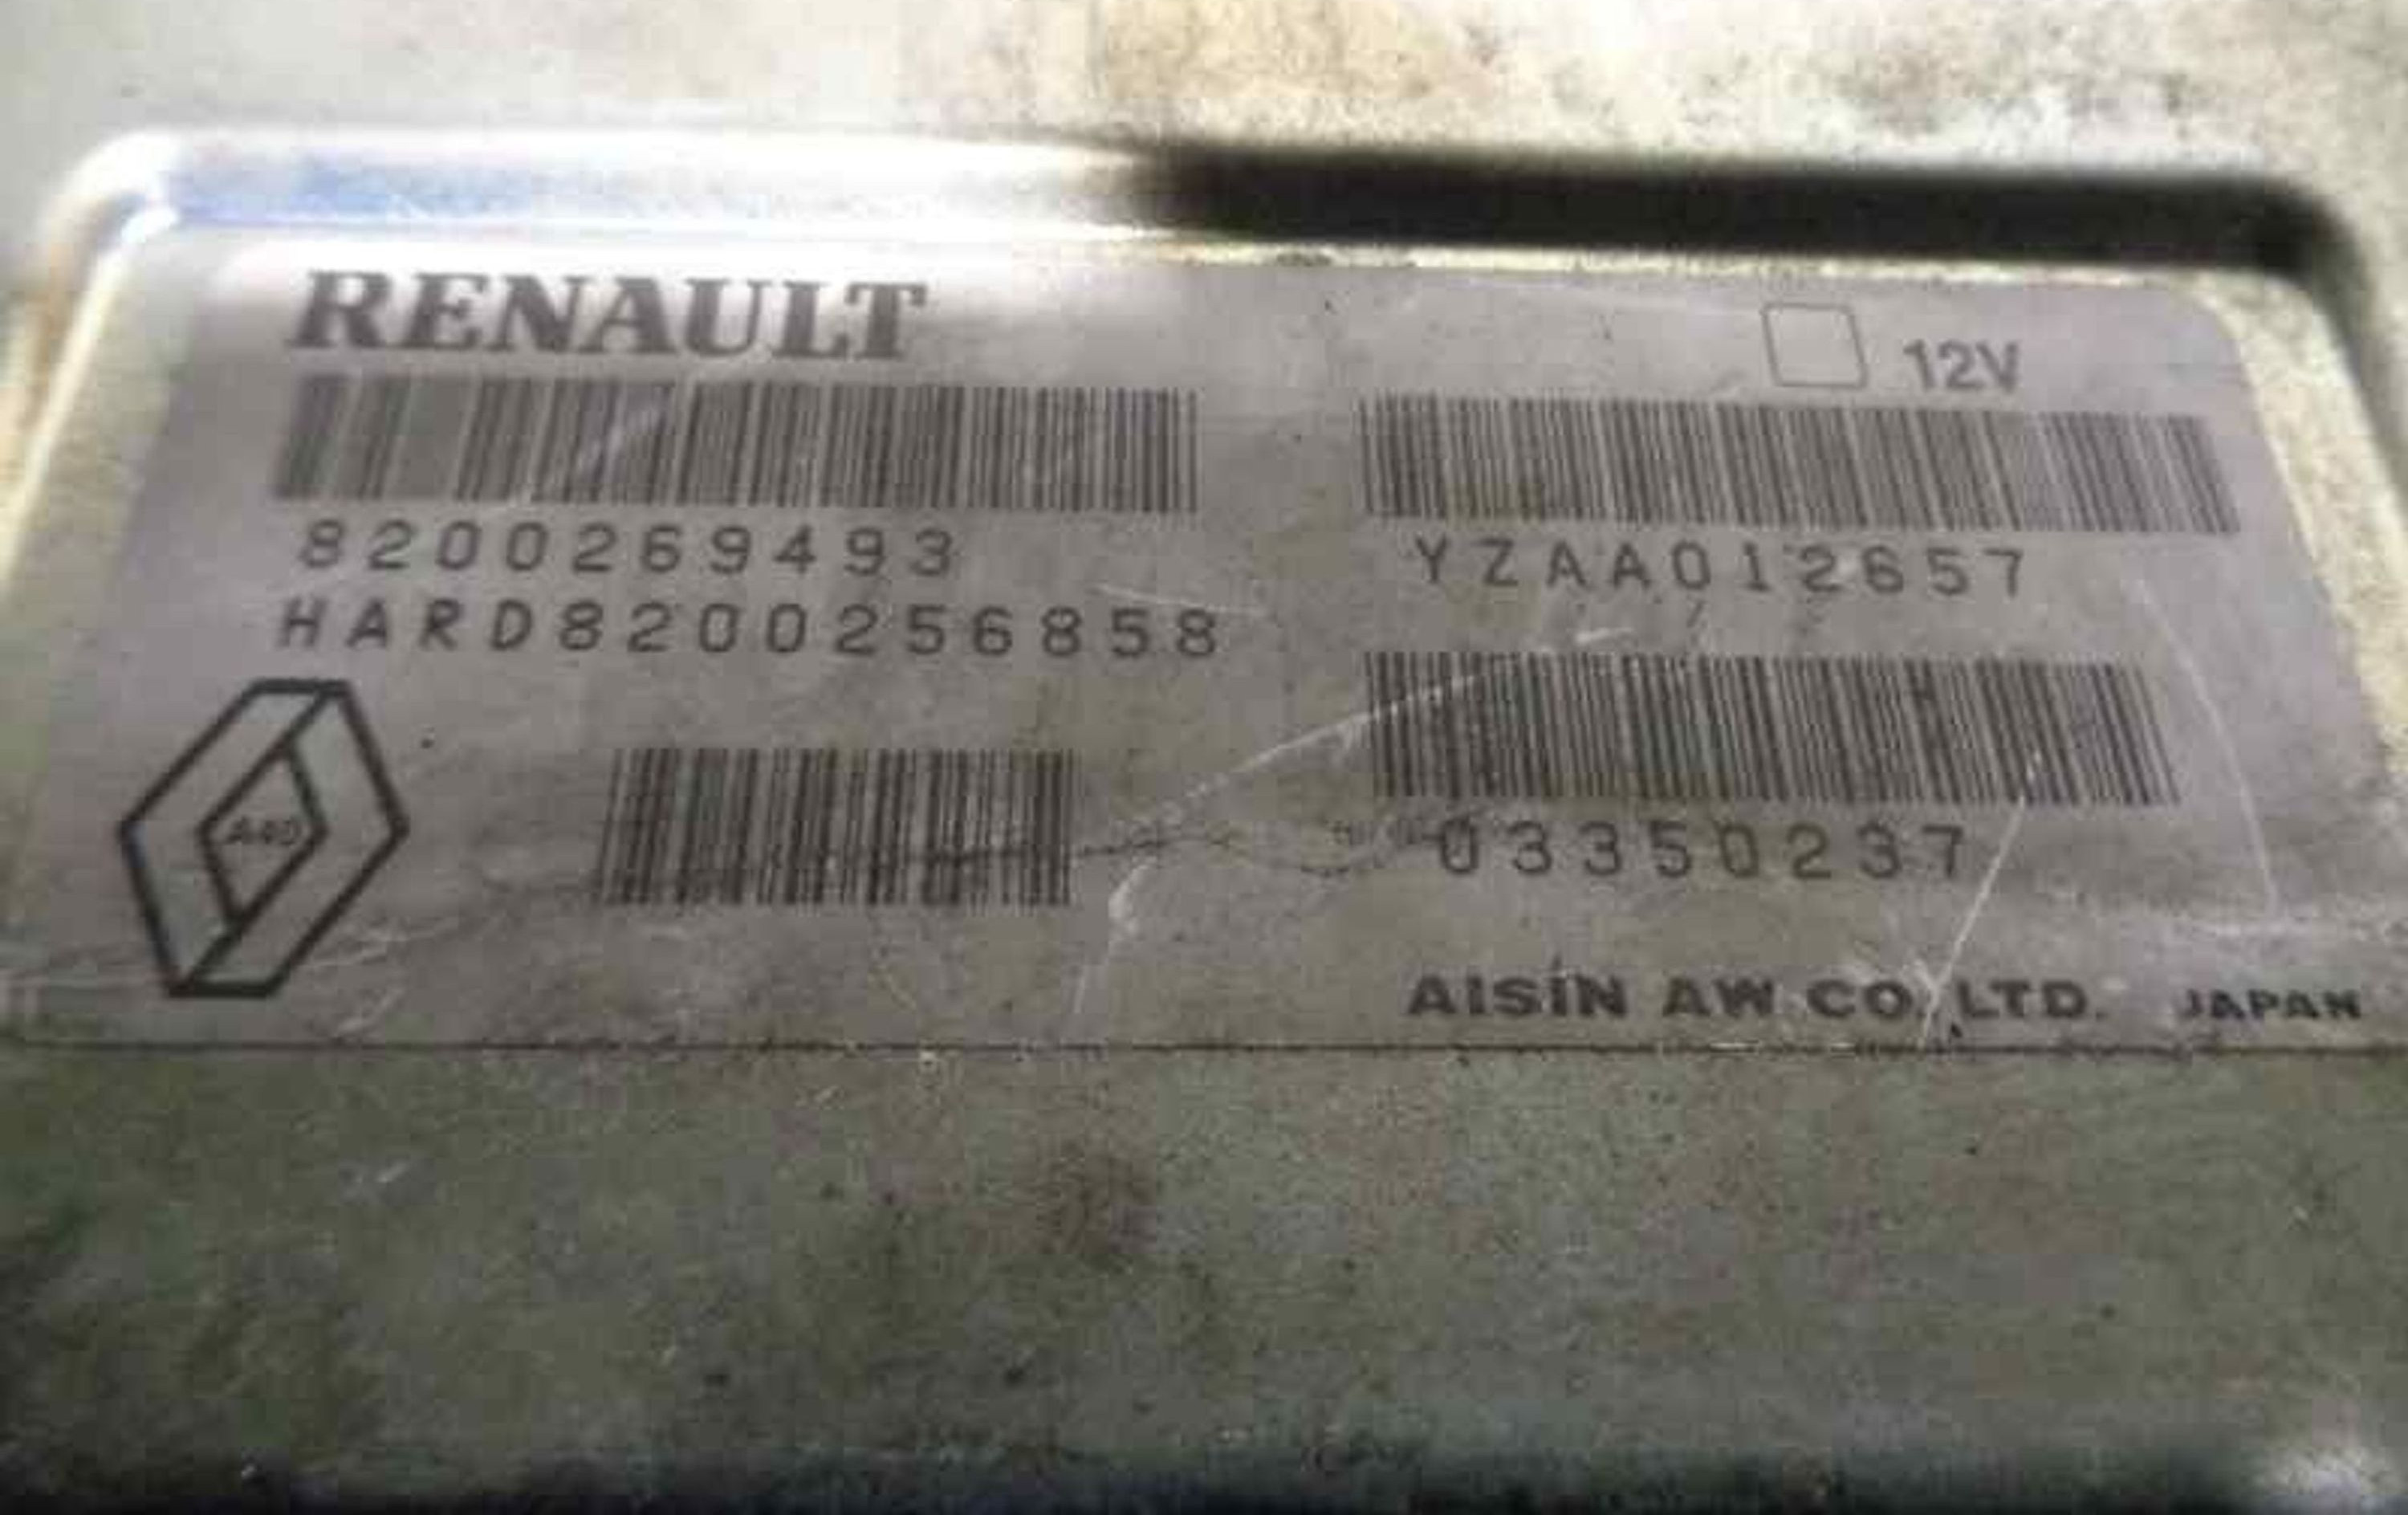 RENAULT
12V
8200269493
YZAA012657
HARD8200256858
03350237
AISIN AW CO.,LTD. JAPAN